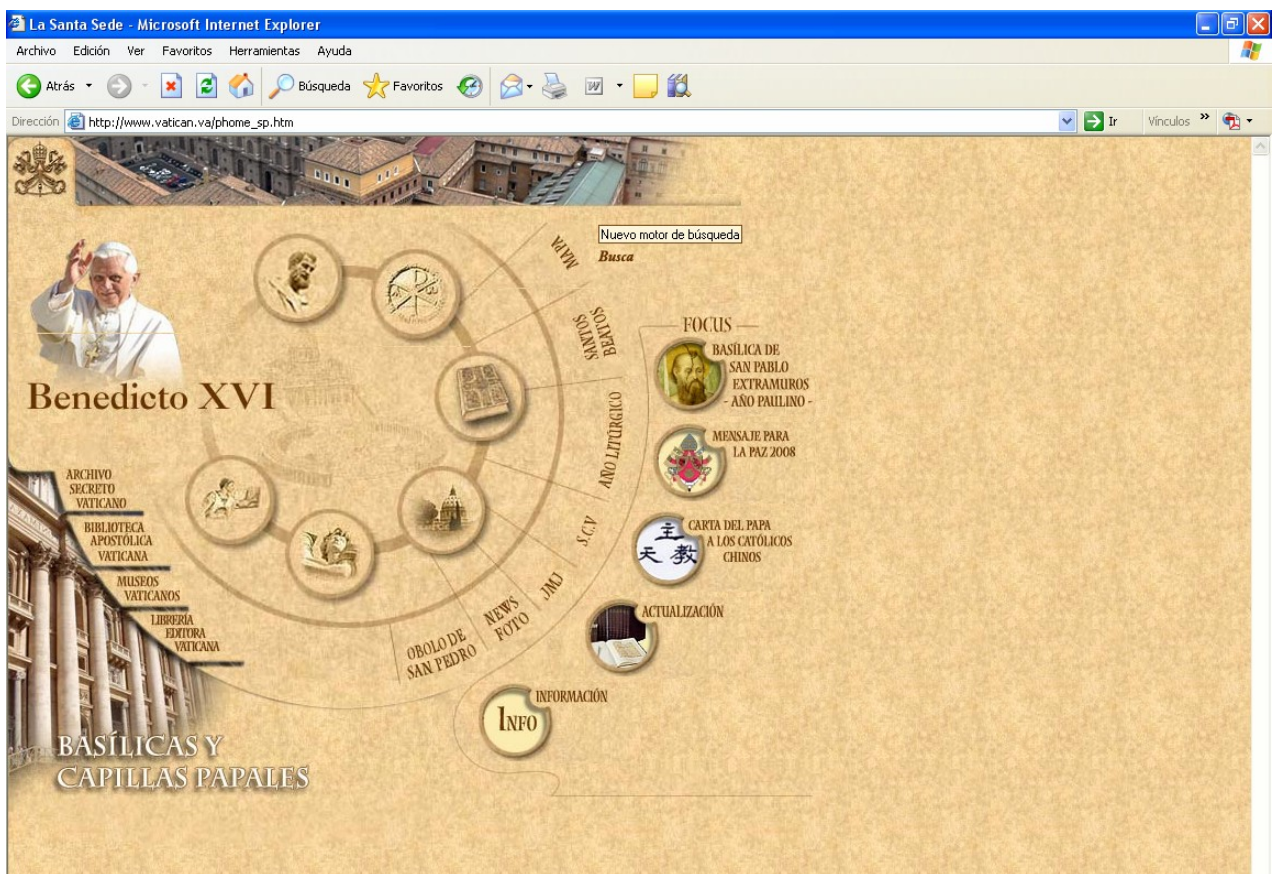 La Santa Sede - Microsoft Internet Explorer
Archivo Edición Ver Favoritos Herramientas Ayuda
Atrás Búsqueda Favoritos
Dirección http://www.vatican.va/phome_sp.htm Ir Vínculos »
Nuevo motor de búsqueda
MAPA
Busca
SANTOS
BEATOS
AÑO LITÚRGICO
S.C.V
JMJ
NEWS
FOTO
OBOLO DE
SAN PEDRO
Benedicto XVI
FOCUS
BASÍLICA DE
SAN PABLO
EXTRAMUROS
- AÑO PAULINO -
MENSAJE PARA
LA PAZ 2008
主
天 教
CARTA DEL PAPA
A LOS CATÓLICOS
CHINOS
ACTUALIZACIÓN
INFORMACIÓN
INFO
ARCHIVO
SECRETO
VATICANO
BIBLIOTECA
APOSTÓLICA
VATICANA
MUSEOS
VATICANOS
LIBRERÍA
EDITORA
VATICANA
BASÍLICAS Y
CAPILLAS PAPALES